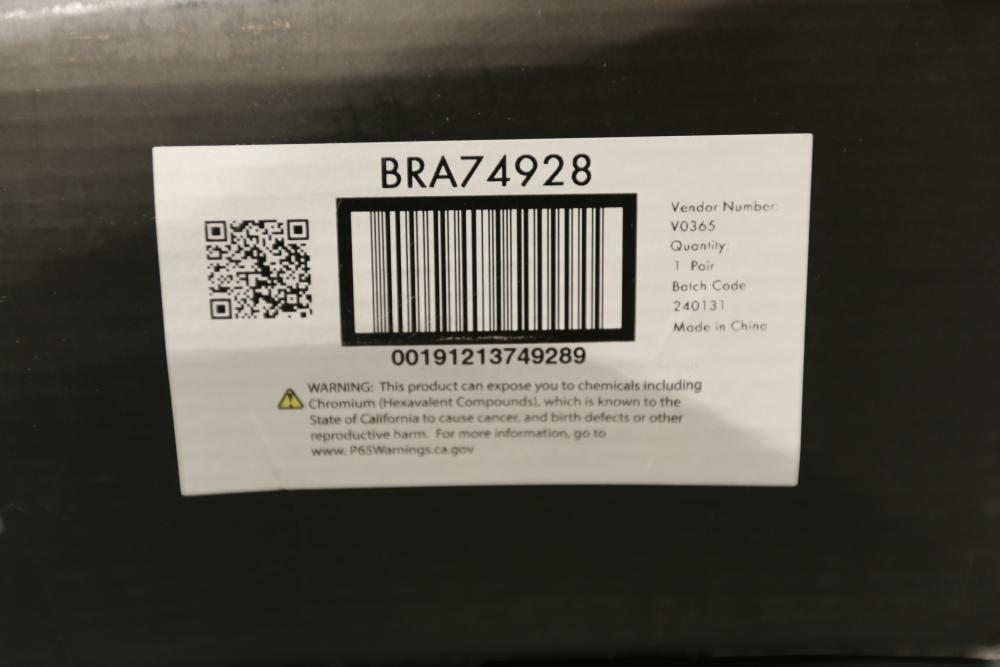 BRA74928
Vendor Number:
V0365
Quantity:
1 Pair
Batch Code
240131
Made in China
00191213749289
WARNING: This product can expose you to chemicals including
Chromium (Hexavalent Compounds), which is known to the
State of California to cause cancer, and birth defects or other
reproductive harm. For more information, go to
www. P65Warnings.ca.gov